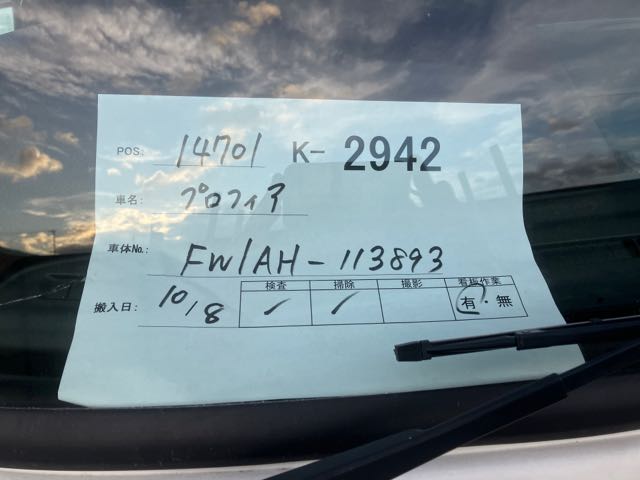 POS: 14701 K- 2942
車名: プロフィア
車体No.: FW1AH-113893
搬入日: 10/8
検査 掃除 撮影 看板作業
✓ ✓ 有・無